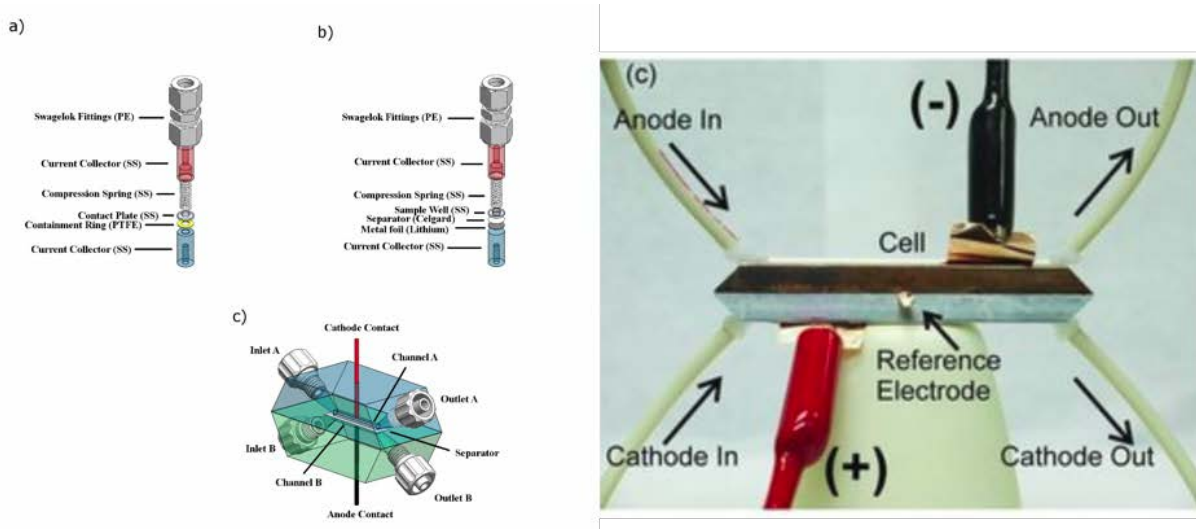 a)
Swagelok Fittings (PE)
Current Collector (SS)
Compression Spring (SS)
Contact Plate (SS)
Containment Ring (PTFE)
Current Collector (SS)
b)
Swagelok Fittings (PE)
Current Collector (SS)
Compression Spring (SS)
Sample Well (SS)
Separator (Celgard)
Metal foil (Lithium)
Current Collector (SS)
c)
Cathode Contact
Inlet A
Channel A
Outlet A
Inlet B
Separator
Channel B
Outlet B
Anode Contact
(c)
Anode In
(-)
Anode Out
Cell
Reference
Electrode
Cathode In
(+)
Cathode Out